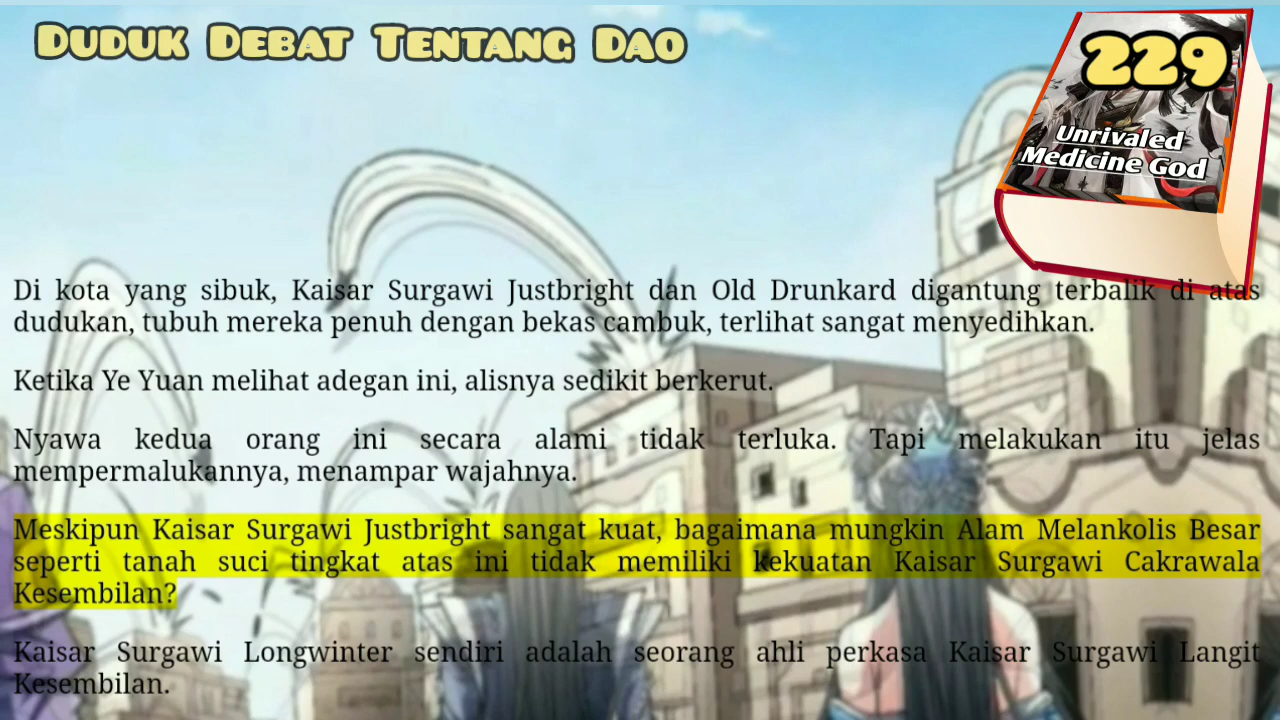 Duduk Debat Tentang Dao
229
Unrivaled
Medicine God
Di kota yang sibuk, Kaisar Surgawi Justbright dan Old Drunkard digantung terbalik di atas
dudukan, tubuh mereka penuh dengan bekas cambuk, terlihat sangat menyedihkan.
Ketika Ye Yuan melihat adegan ini, alisnya sedikit berkerut.
Nyawa kedua orang ini secara alami tidak terluka. Tapi melakukan itu jelas
mempermalukannya, menampar wajahnya.
Meskipun Kaisar Surgawi Justbright sangat kuat, bagaimana mungkin Alam Melankolis Besar
seperti tanah suci tingkat atas ini tidak memiliki kekuatan Kaisar Surgawi Cakrawala
Kesembilan?
Kaisar Surgawi Longwinter sendiri adalah seorang ahli perkasa Kaisar Surgawi Langit
Kesembilan.